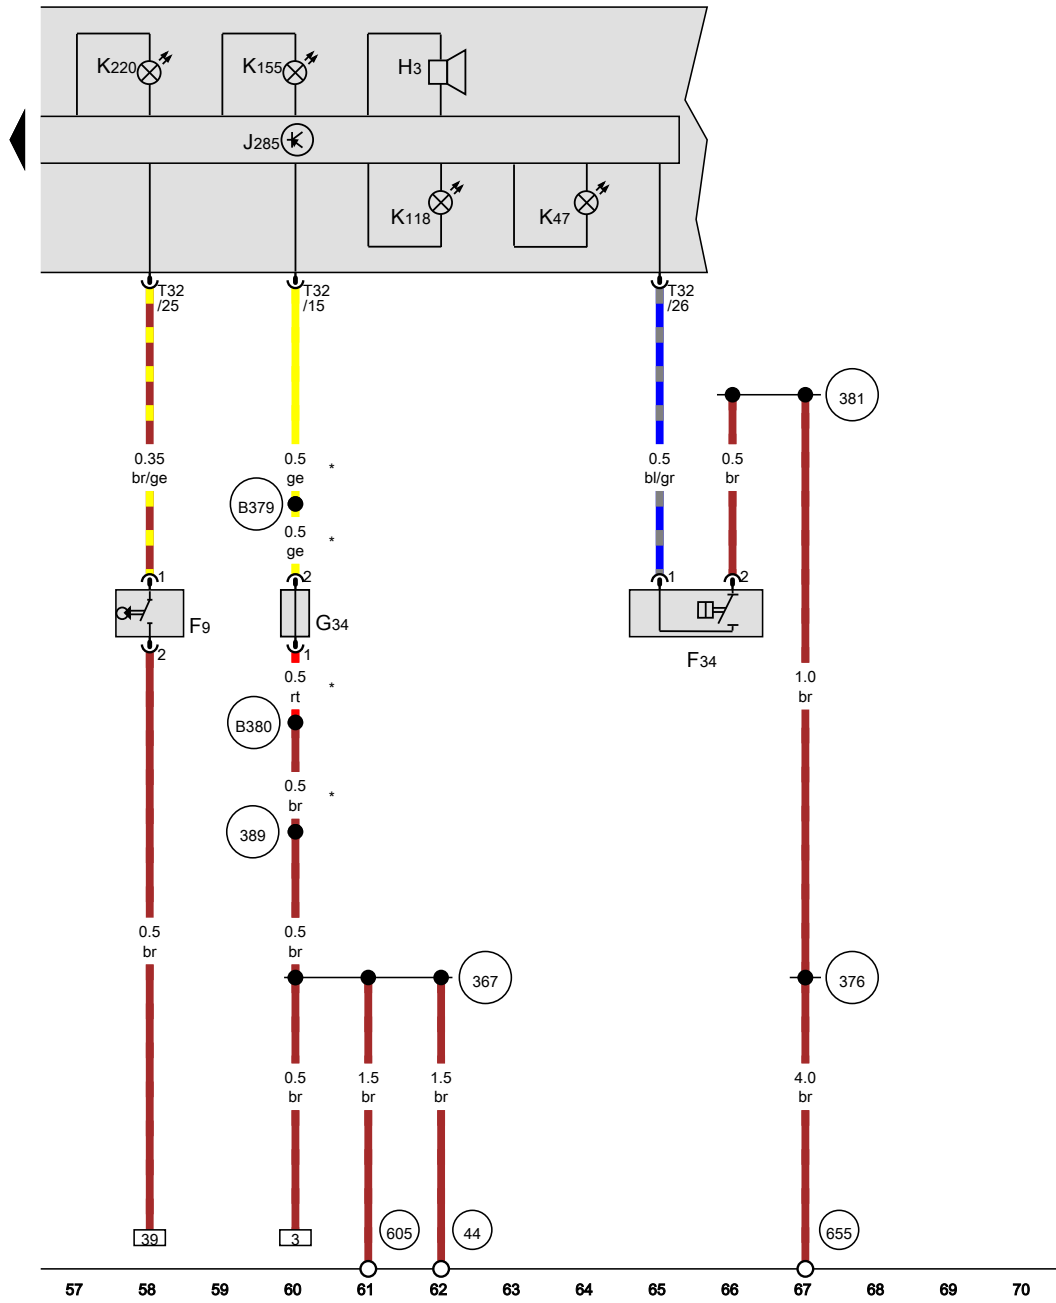 K220
K155
H3
J285
K118
K47
T32
/25
T32
/15
T32
/26
381
0.35
br/ge
0.5
ge
*
0.5
bl/gr
0.5
br
B379
0.5
ge
*
1
2
1
2
F9
G34
F34
2
1
0.5
rt
*
1.0
br
B380
0.5
br
*
389
0.5
br
0.5
br
367
376
0.5
br
1.5
br
1.5
br
4.0
br
39
3
605
44
655
57 58 59 60 61 62 63 64 65 66 67 68 69 70